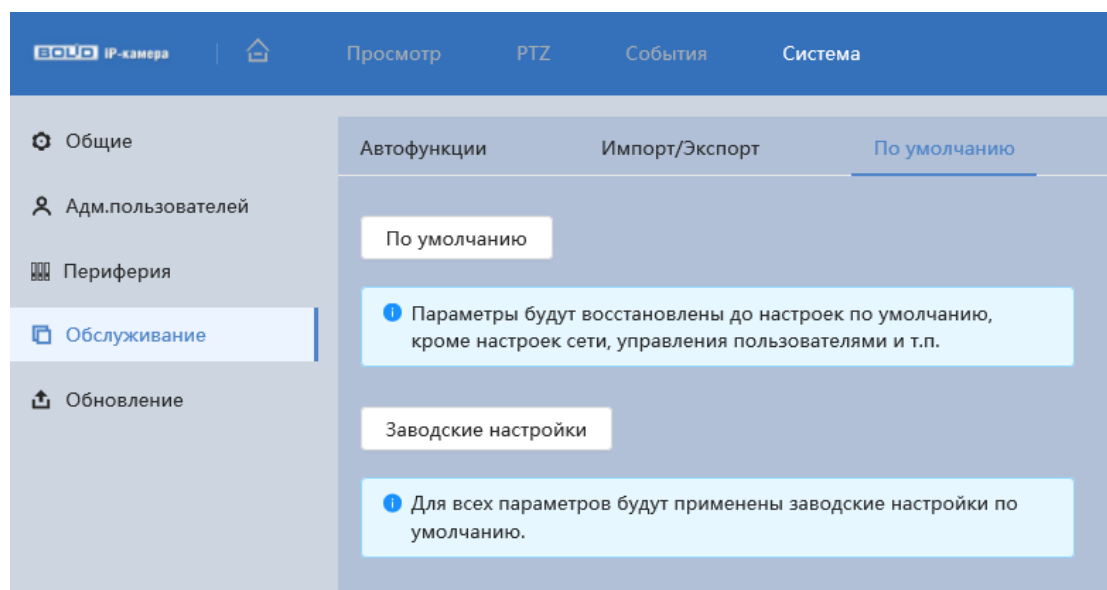 BOLID IP-камера Просмотр PTZ События Система
Общие
Адм.пользователей
Периферия
Обслуживание
Обновление
Автофункции Импорт/Экспорт По умолчанию
По умолчанию
Параметры будут восстановлены до настроек по умолчанию,
кроме настроек сети, управления пользователями и т.п.
Заводские настройки
Для всех параметров будут применены заводские настройки по
умолчанию.